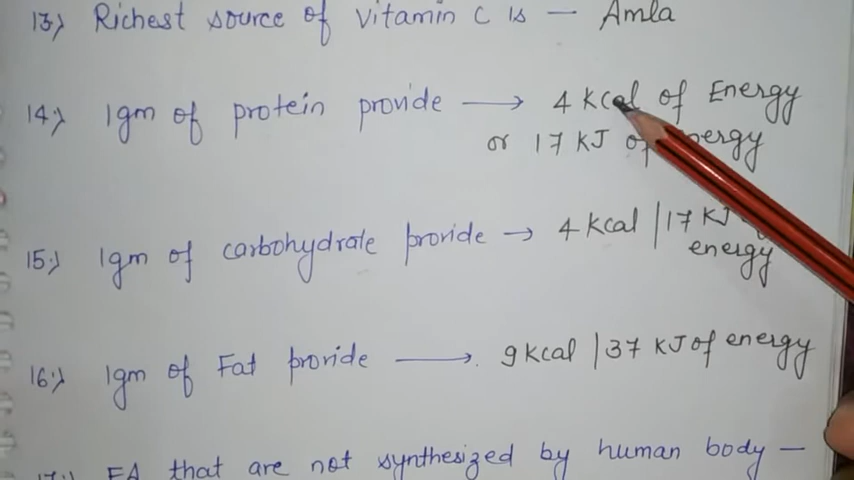 13) Richest source of vitamin C is — Amla
14) 1gm of protein provide → 4 Kcal of Energy
or 17 KJ of energy
15) 1gm of carbohydrate provide → 4 Kcal | 17 KJ
energy
16) 1gm of Fat provide → 9 Kcal | 37 KJ of energy
17) FA that are not synthesized by human body —